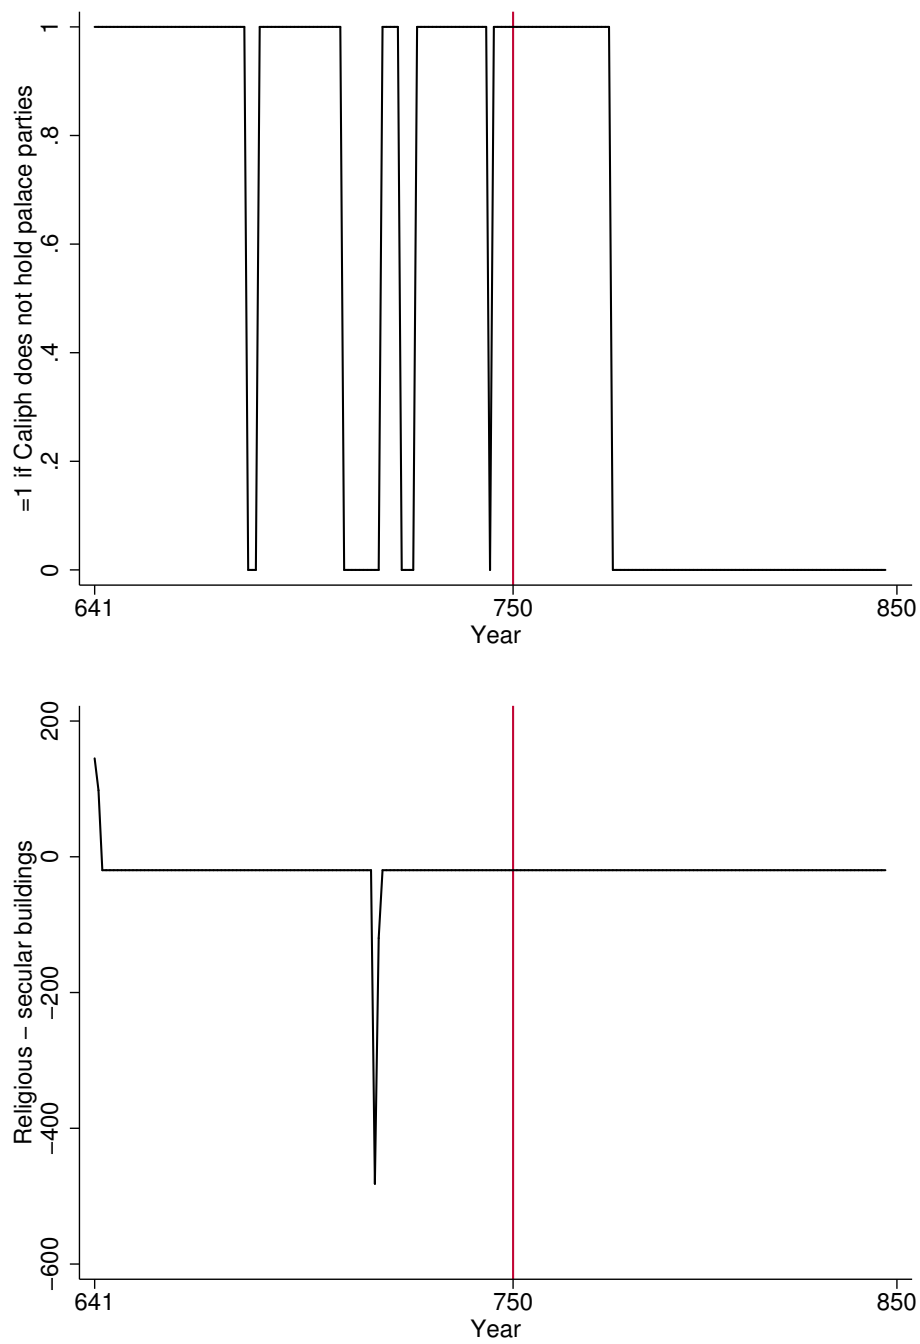 =1 if Caliph does not hold palace parties
1
.8
.6
.4
.2
0
641 750 850
Year
Religious − secular buildings
200
0
−200
−400
−600
641 750 850
Year